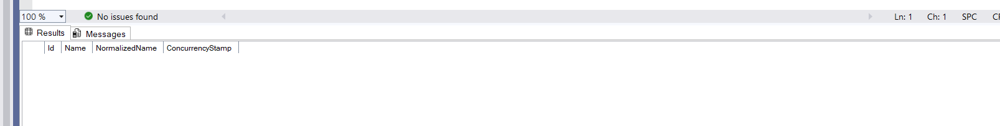 100 % No issues found Ln: 1 Ch: 1 SPC
Results Messages
Id Name NormalizedName ConcurrencyStamp